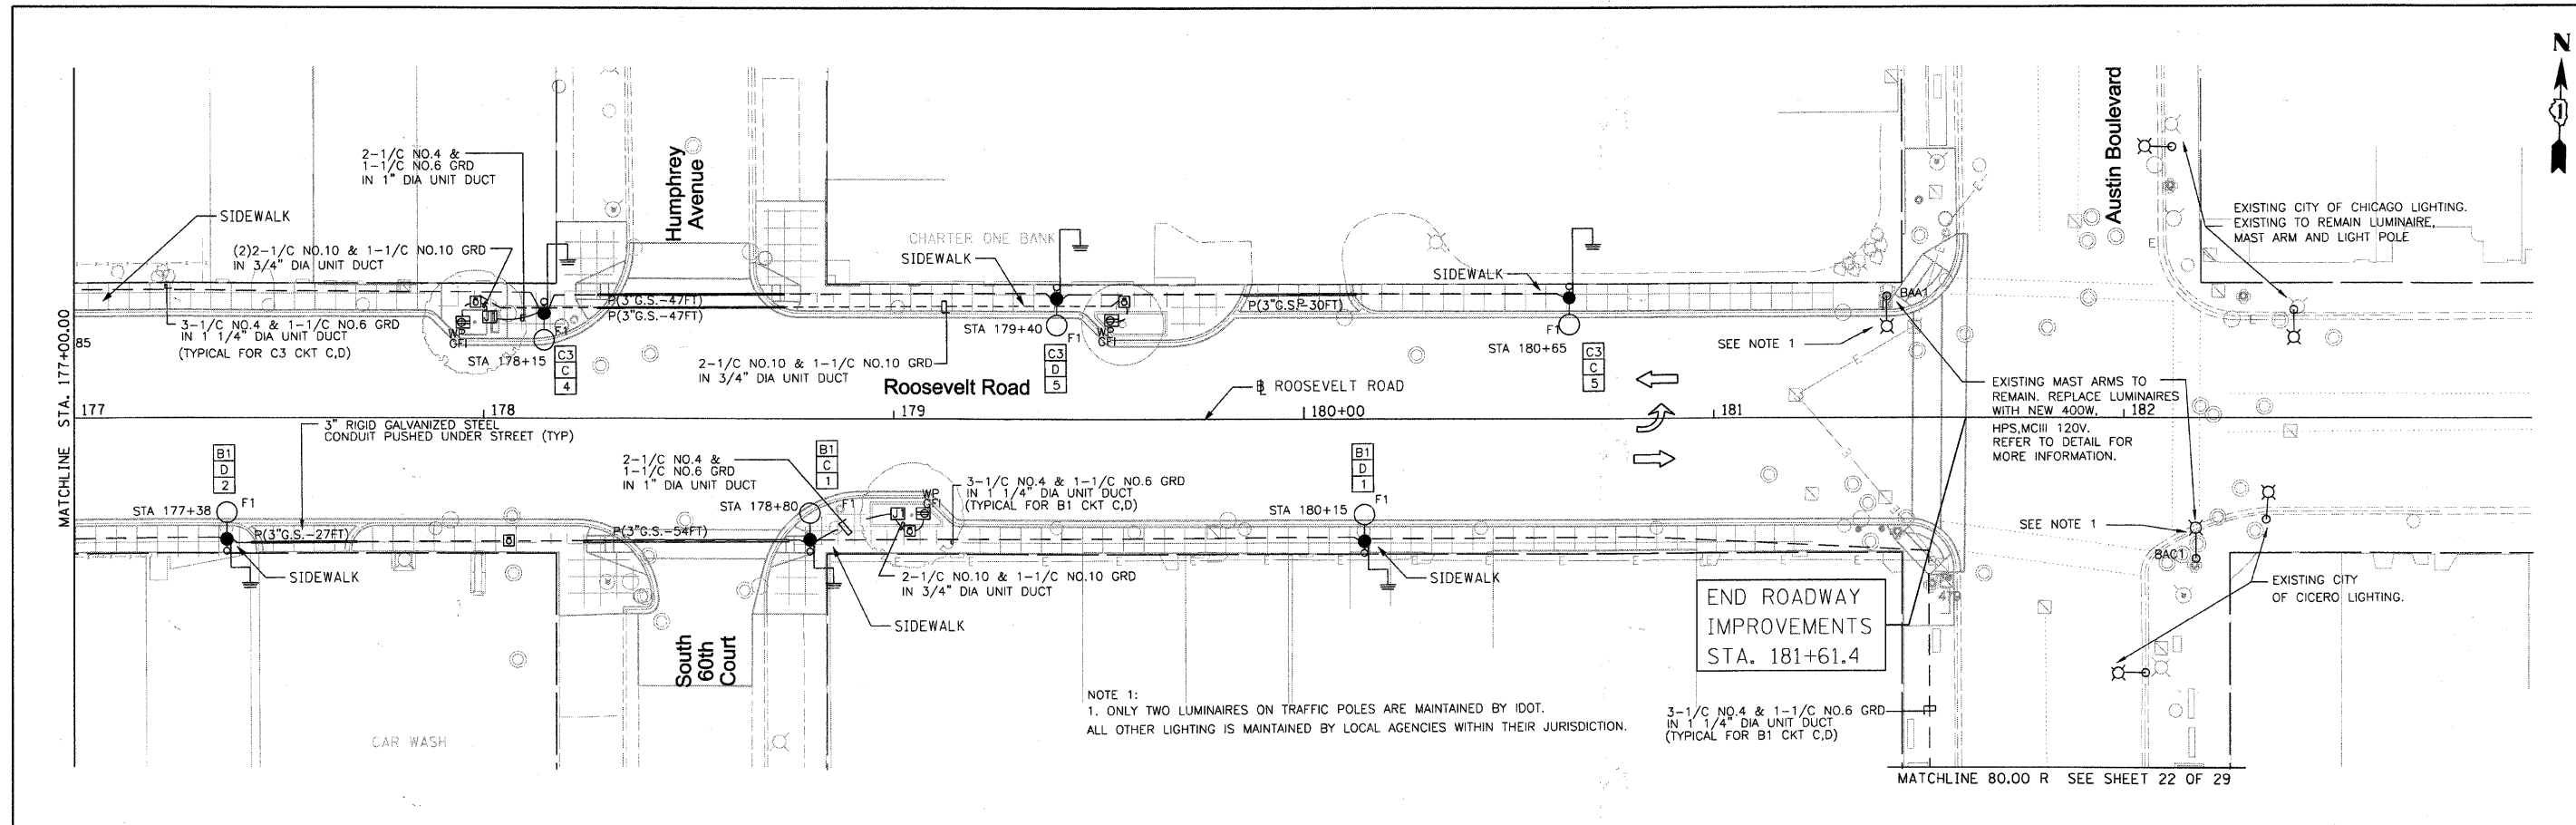 N
1
2-1/C NO.4 &
1-1/C NO.6 GRD
IN 1" DIA UNIT DUCT
Humphrey
Avenue
Austin Boulevard
SIDEWALK
(2)2-1/C NO.10 & 1-1/C NO.10 GRD
IN 3/4" DIA UNIT DUCT
CHARTER ONE BANK
SIDEWALK
SIDEWALK
EXISTING CITY OF CHICAGO LIGHTING.
EXISTING TO REMAIN LUMINAIRE,
MAST ARM AND LIGHT POLE
P(3"G.S.-47FT)
P(3"G.S.-47FT)
P(3"G.S.-30FT)
BAA1
3-1/C NO.4 & 1-1/C NO.6 GRD
IN 1 1/4" DIA UNIT DUCT
(TYPICAL FOR C3 CKT C,D)
WP
GFI
STA 178+15
F1
C3
C
4
2-1/C NO.10 & 1-1/C NO.10 GRD
IN 3/4" DIA UNIT DUCT
STA 179+40
F1
C3
D
5
WP
GFI
STA 180+65
F1
C3
C
5
SEE NOTE 1
MATCHLINE STA. 177+00.00
85
Roosevelt Road
℄ ROOSEVELT ROAD
EXISTING MAST ARMS TO
REMAIN. REPLACE LUMINAIRES
WITH NEW 400W,
HPS,MCIII 120V.
REFER TO DETAIL FOR
MORE INFORMATION.
177
178
179
180+00
181
182
3" RIGID GALVANIZED STEEL
CONDUIT PUSHED UNDER STREET (TYP)
B1
D
2
STA 177+38
F1
P(3"G.S.-27FT)
SIDEWALK
2-1/C NO.4 &
1-1/C NO.6 GRD
IN 1" DIA UNIT DUCT
B1
C
1
STA 178+80
F1
P(3"G.S.-54FT)
WP
GFI
3-1/C NO.4 & 1-1/C NO.6 GRD
IN 1 1/4" DIA UNIT DUCT
(TYPICAL FOR B1 CKT C,D)
B1
D
1
STA 180+15
F1
SEE NOTE 1
BAC1
2-1/C NO.10 & 1-1/C NO.10 GRD
IN 3/4" DIA UNIT DUCT
SIDEWALK
SIDEWALK
EXISTING CITY
OF CICERO LIGHTING.
479
END ROADWAY
IMPROVEMENTS
STA. 181+61.4
South
60th
Court
CAR WASH
NOTE 1:
1. ONLY TWO LUMINAIRES ON TRAFFIC POLES ARE MAINTAINED BY IDOT.
ALL OTHER LIGHTING IS MAINTAINED BY LOCAL AGENCIES WITHIN THEIR JURISDICTION.
3-1/C NO.4 & 1-1/C NO.6 GRD
IN 1 1/4" DIA UNIT DUCT
(TYPICAL FOR B1 CKT C,D)
MATCHLINE 80.00 R SEE SHEET 22 OF 29